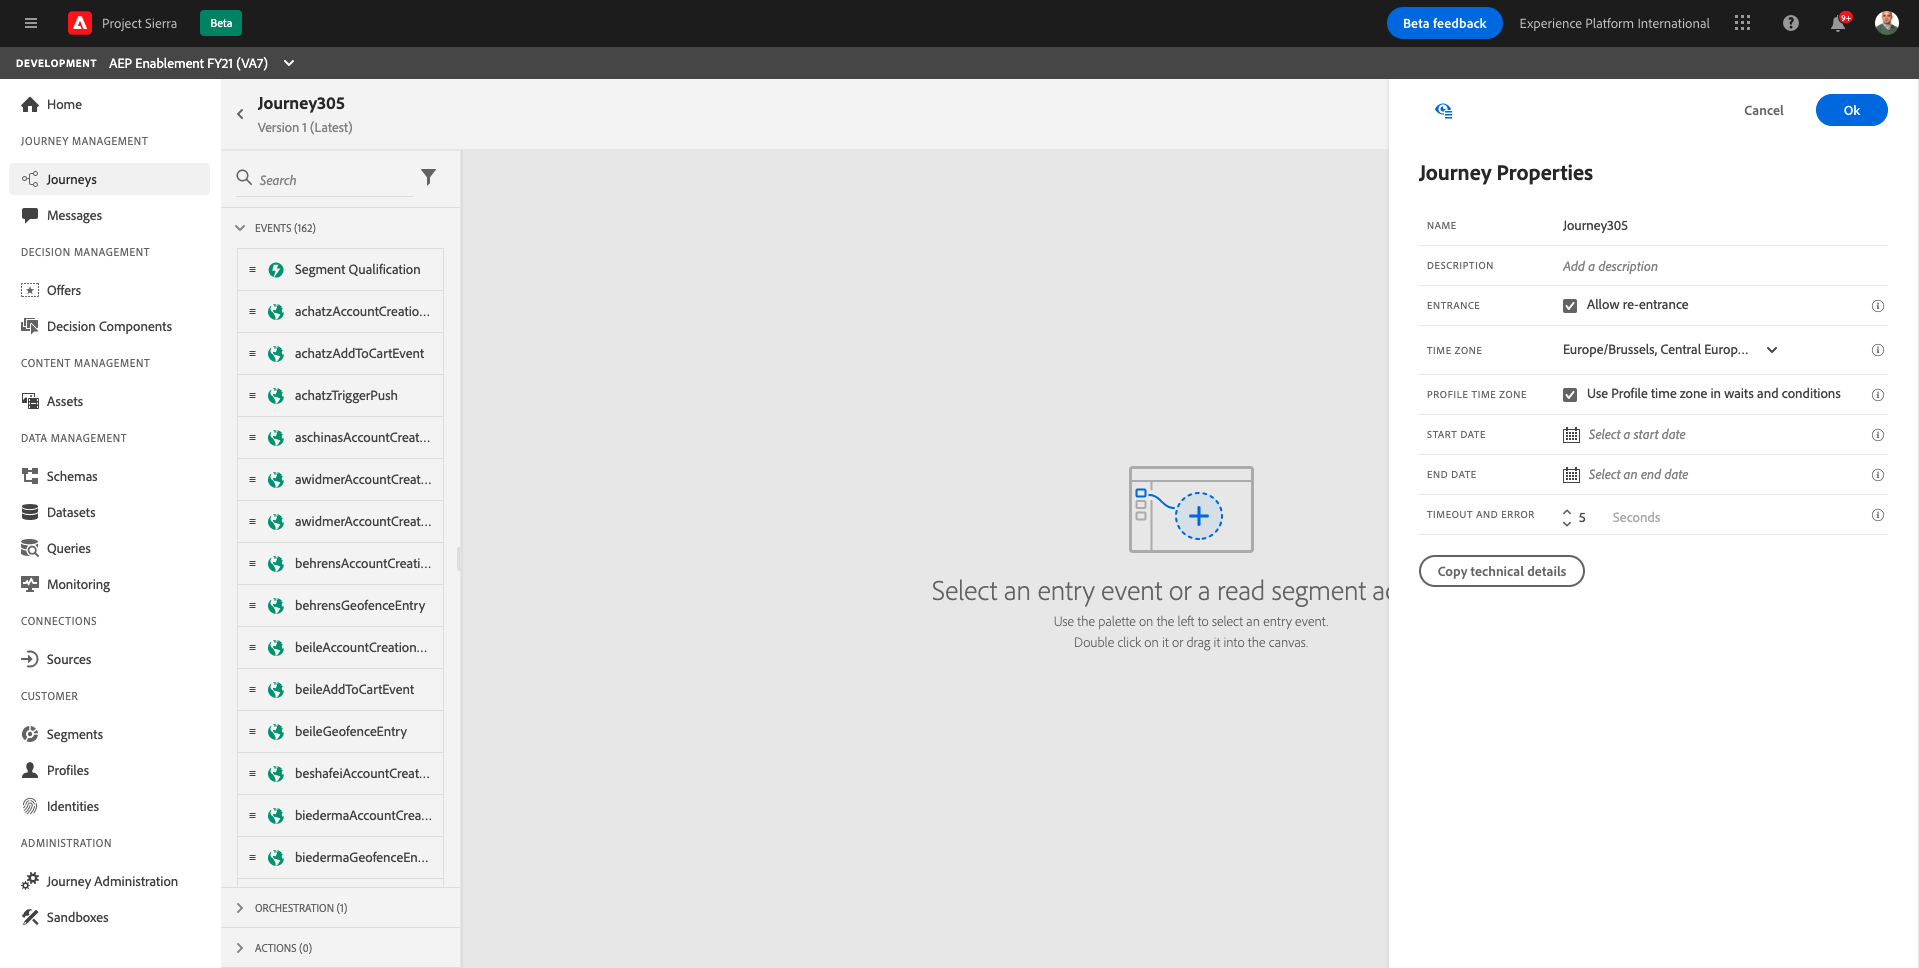 Project Sierra
Beta
Beta feedback
Experience Platform International
9+
DEVELOPMENT AEP Enablement FY21 (VA7)
Home
JOURNEY MANAGEMENT
Journeys
Messages
DECISION MANAGEMENT
Offers
Decision Components
CONTENT MANAGEMENT
Assets
DATA MANAGEMENT
Schemas
Datasets
Queries
Monitoring
CONNECTIONS
Sources
CUSTOMER
Segments
Profiles
Identities
ADMINISTRATION
Journey Administration
Sandboxes
Journey305
Version 1 (Latest)
Search
EVENTS (162)
Segment Qualification
achatzAccountCreatio...
achatzAddToCartEvent
achatzTriggerPush
aschinasAccountCreat...
awidmerAccountCreat...
awidmerAccountCreat...
behrensAccountCreati...
behrensGeofenceEntry
beileAccountCreation...
beileAddToCartEvent
beileGeofenceEntry
beshafeiAccountCreat...
biedermaAccountCrea...
biedermaGeofenceEn...
ORCHESTRATION (1)
ACTIONS (0)
Select an entry event or a read segment ac
Use the palette on the left to select an entry event.
Double click on it or drag it into the canvas.
Cancel
Ok
Journey Properties
NAME Journey305
DESCRIPTION Add a description
ENTRANCE Allow re-entrance
TIME ZONE Europe/Brussels, Central Europ...
PROFILE TIME ZONE Use Profile time zone in waits and conditions
START DATE Select a start date
END DATE Select an end date
TIMEOUT AND ERROR 5 Seconds
Copy technical details